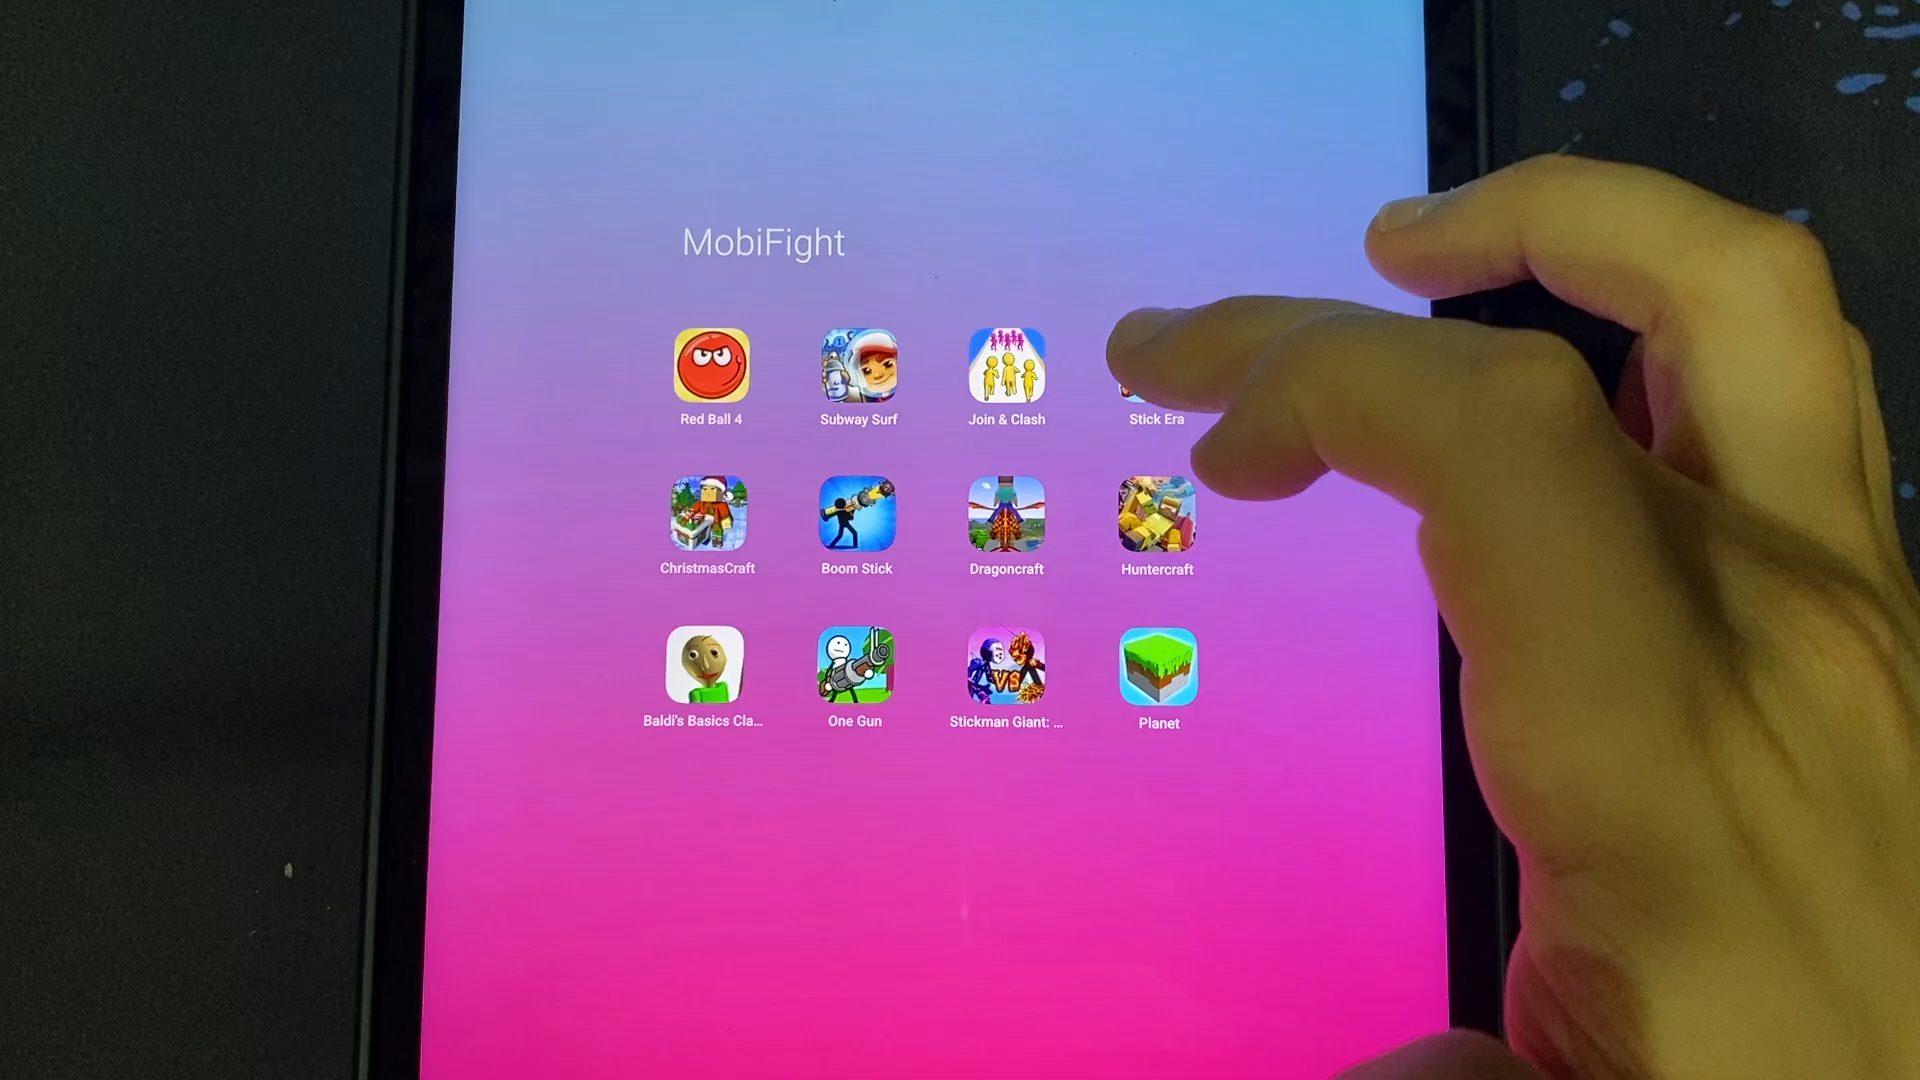 MobiFight
Red Ball 4
Subway Surf
Join & Clash
Stick Era
ChristmasCraft
Boom Stick
Dragoncraft
Huntercraft
VS
Baldi's Basics Cla...
One Gun
Stickman Giant: ...
Planet